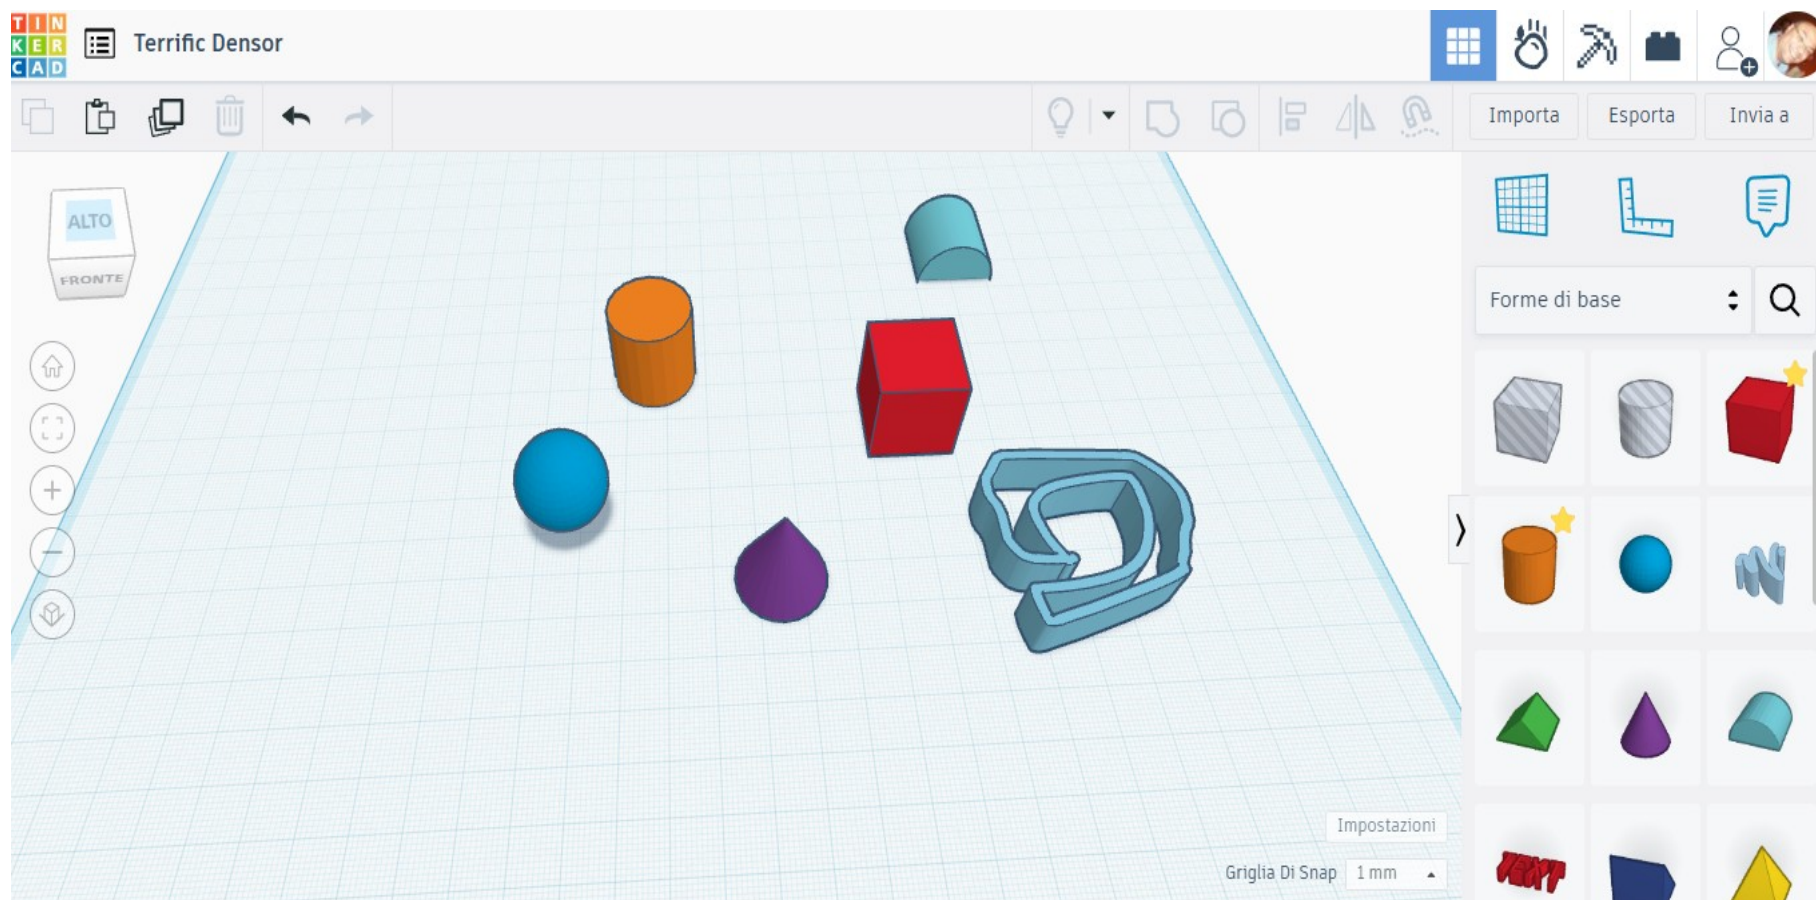 TIN
KER
CAD
Terrific Densor
Importa
Esporta
Invia a
ALTO
FRONTE
Forme di base
TEXT
Impostazioni
Griglia Di Snap
1 mm